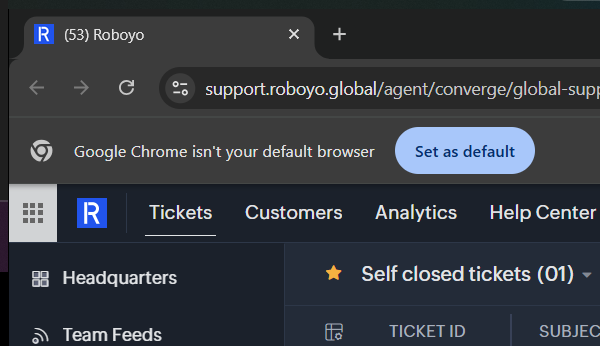 R (53) Roboyo
support.roboyo.global/agent/converge/global-supp
Google Chrome isn't your default browser Set as default
R Tickets Customers Analytics Help Center
Headquarters
Self closed tickets (01)
Team Feeds
TICKET ID SUBJEC